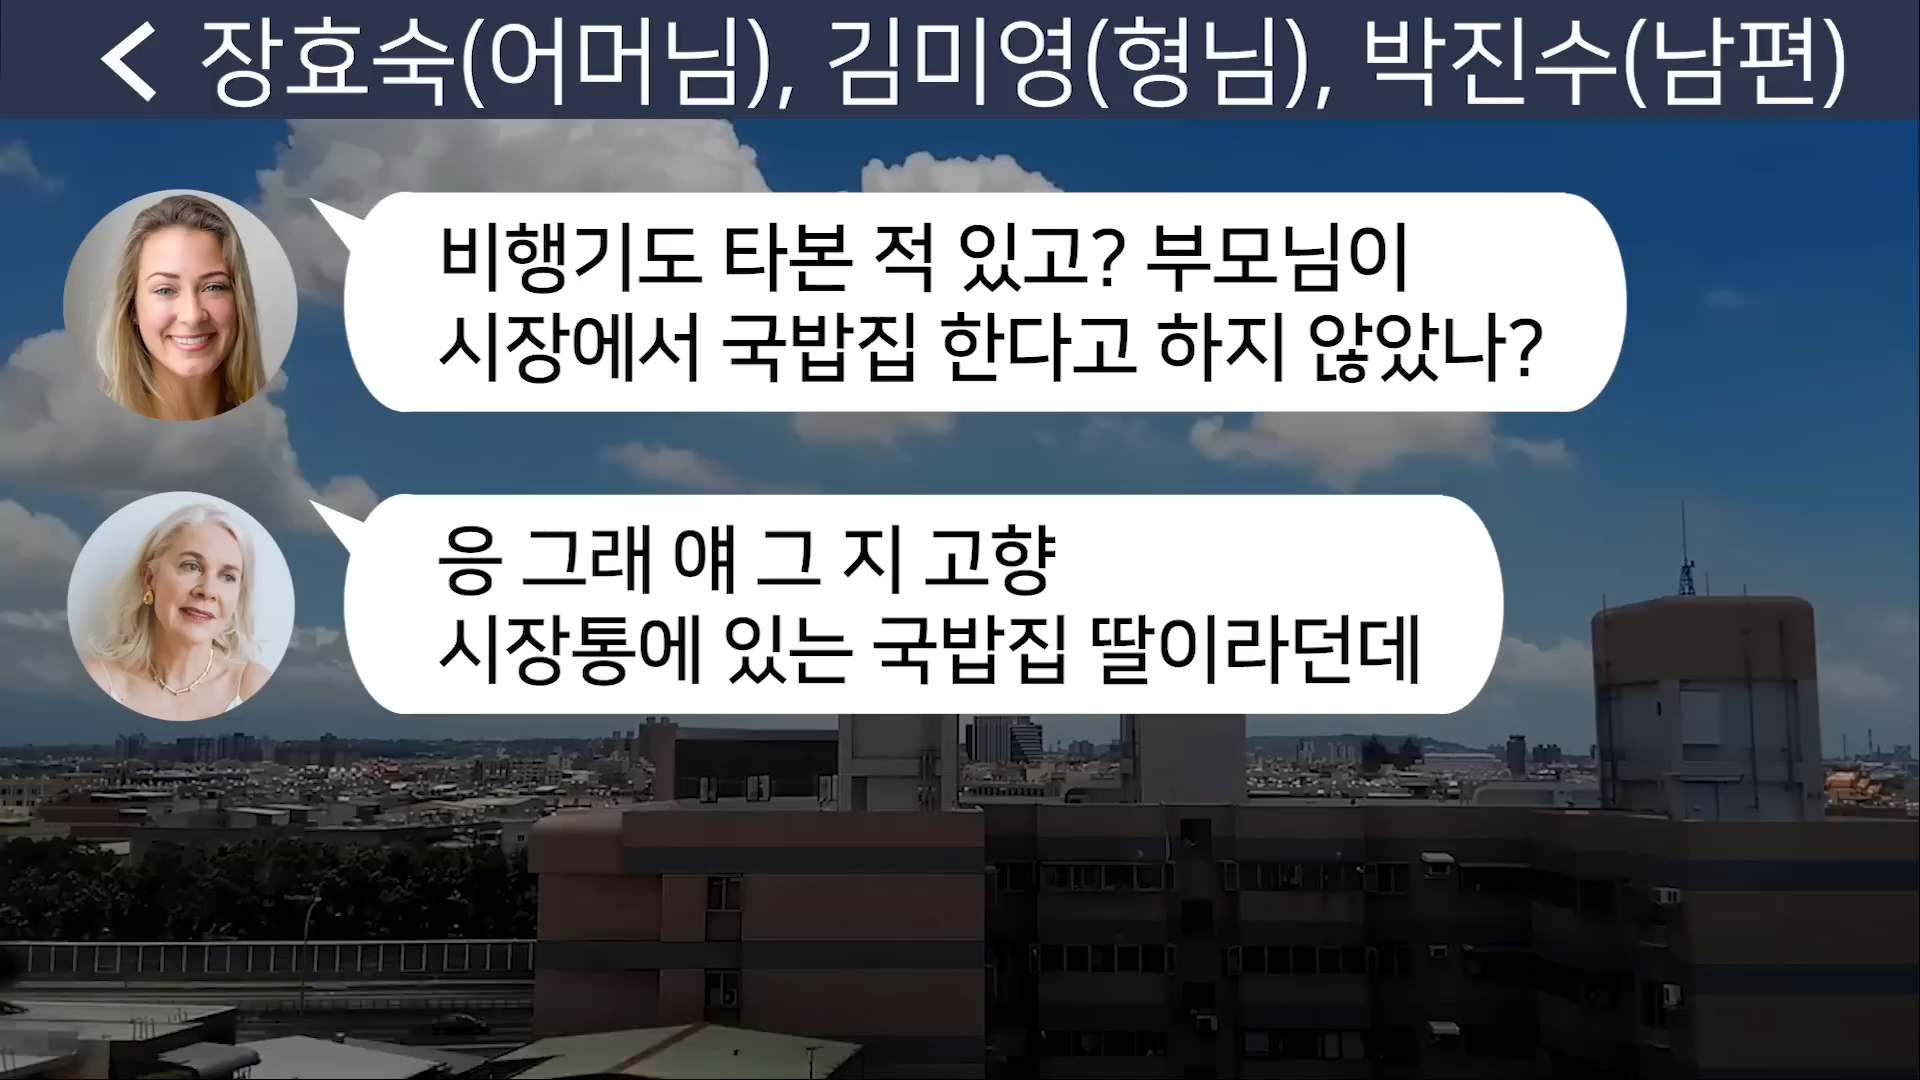 장효숙(어머님), 김미영(형님), 박진수(남편)
비행기도 타본 적 있고? 부모님이
시장에서 국밥집 한다고 하지 않았나?
응 그래 얘 그 지 고향
시장통에 있는 국밥집 딸이라던데